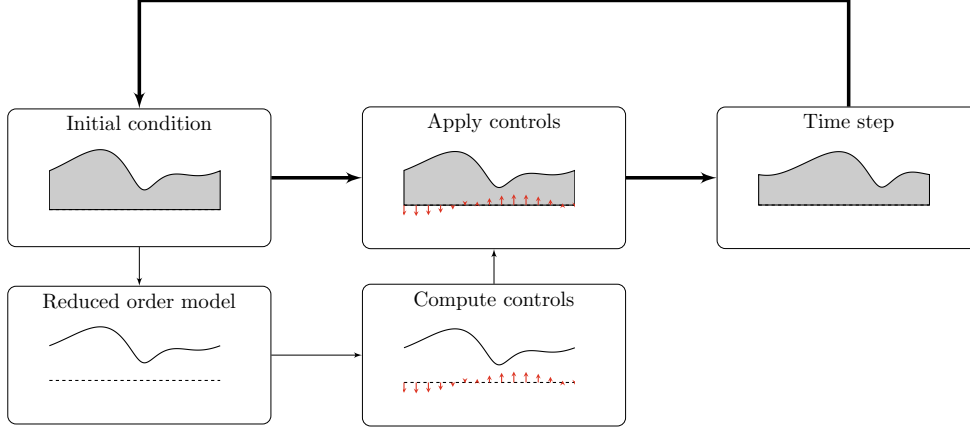 Initial condition
Apply controls
Time step
Reduced order model
Compute controls